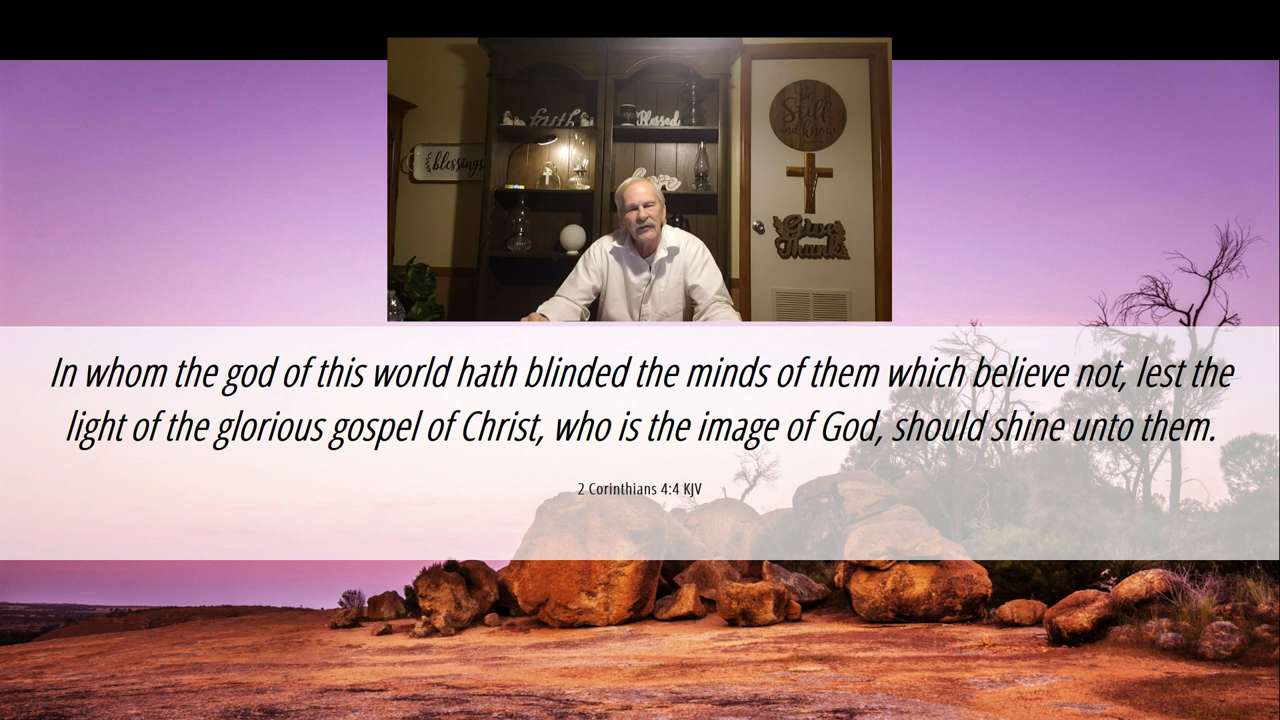 faith
Blessed
blessings
love
Be
Still
and know
Give
Thanks
In whom the god of this world hath blinded the minds of them which believe not, lest the
light of the glorious gospel of Christ, who is the image of God, should shine unto them.
2 Corinthians 4:4 KJV